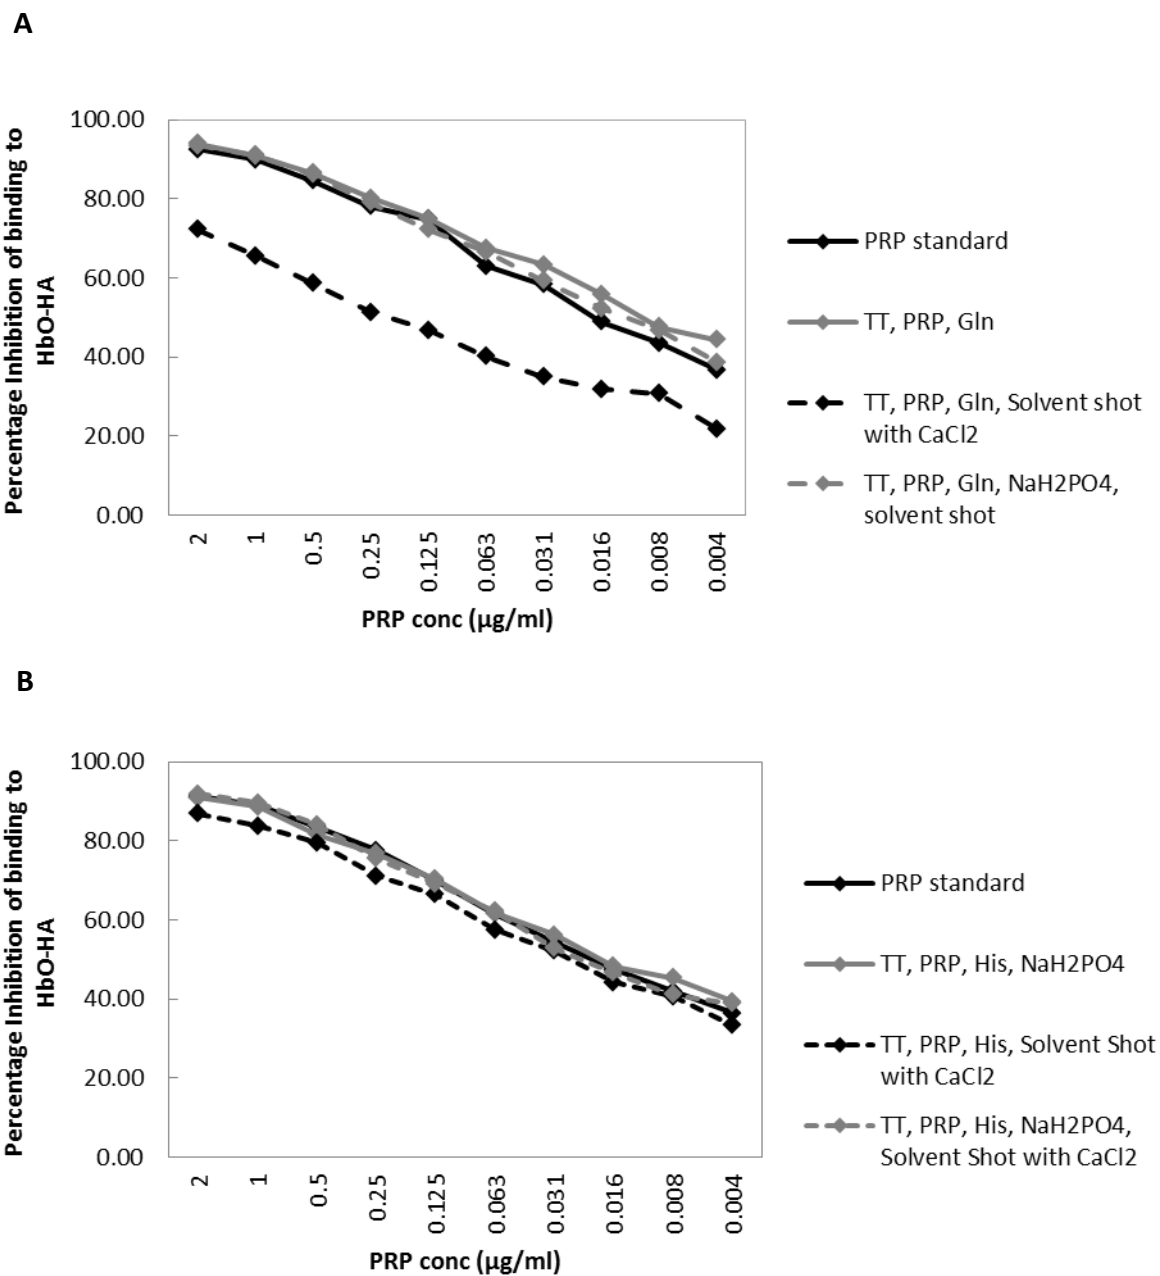 A
Percentage Inhibition of binding to
HbO-HA
100.00
80.00
60.00
40.00
20.00
0.00
2
1
0.5
0.25
0.125
0.063
0.031
0.016
0.008
0.004
PRP conc (µg/ml)
PRP standard
TT, PRP, Gln
TT, PRP, Gln, Solvent shot
with CaCl2
TT, PRP, Gln, NaH2PO4,
solvent shot
B
Percentage Inhibition of binding to
HbO-HA
100.00
80.00
60.00
40.00
20.00
0.00
2
1
0.5
0.25
0.125
0.063
0.031
0.016
0.008
0.004
PRP conc (µg/ml)
PRP standard
TT, PRP, His, NaH2PO4
TT, PRP, His, Solvent Shot
with CaCl2
TT, PRP, His, NaH2PO4,
Solvent Shot with CaCl2